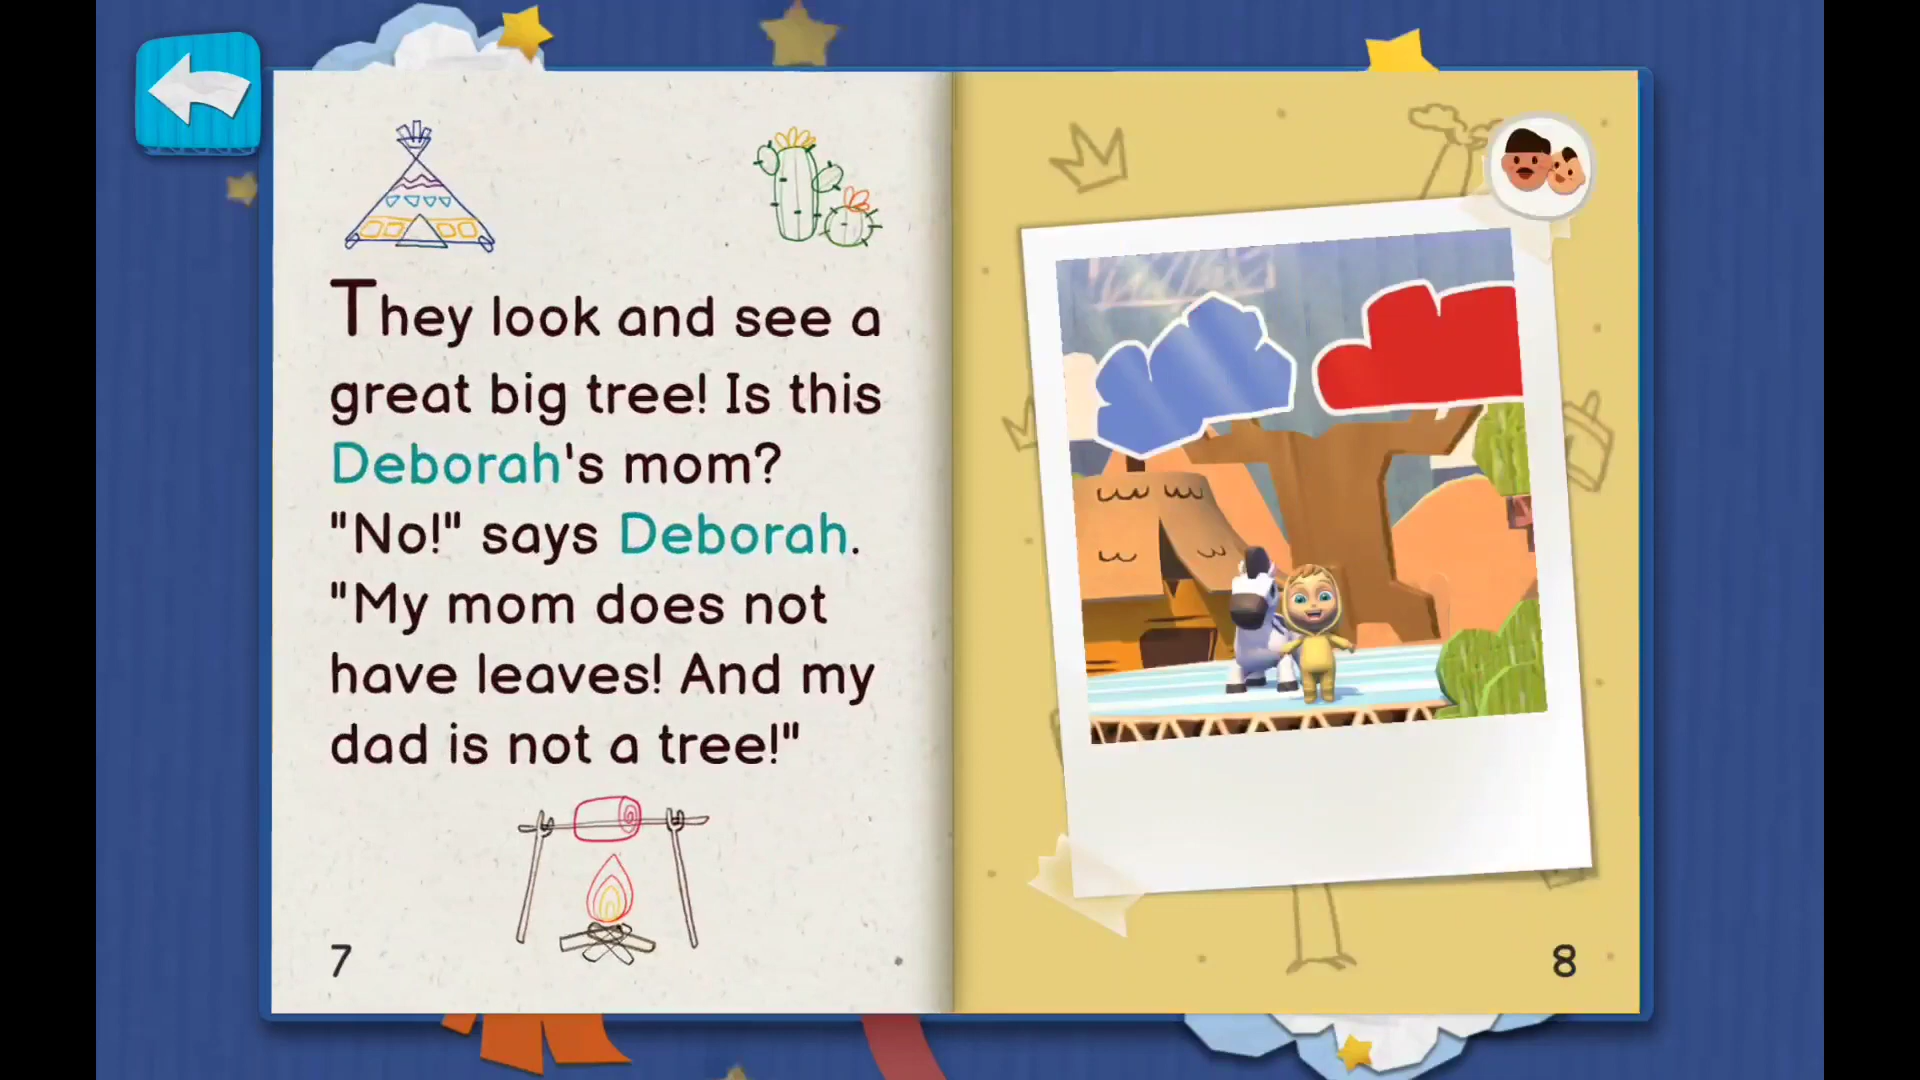 They look and see a
great big tree! Is this
Deborah's mom?
"No!" says Deborah.
"My mom does not
have leaves! And my
dad is not a tree!"
7
8